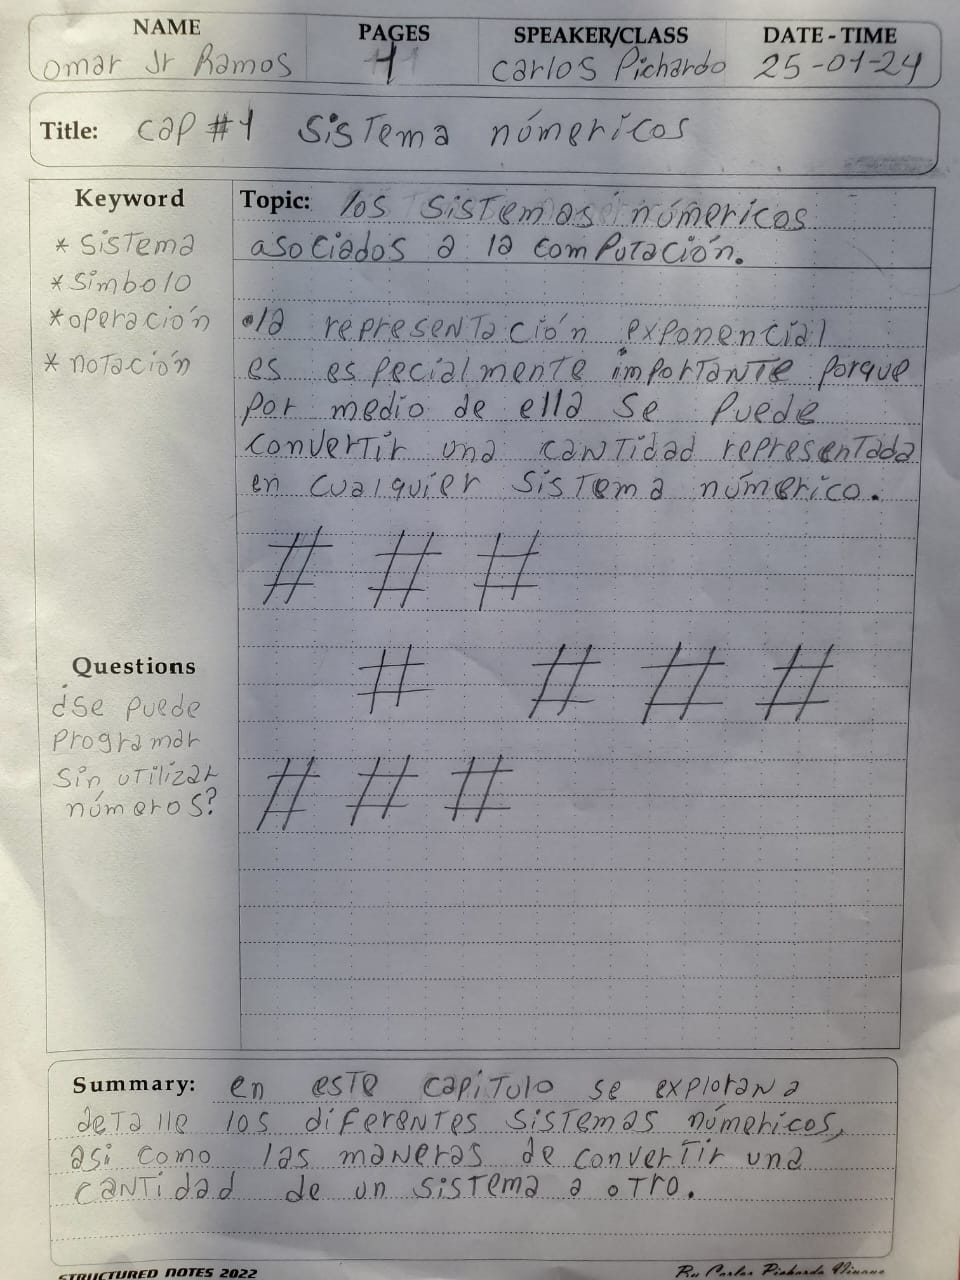 NAME PAGES SPEAKER/CLASS DATE - TIME
omar Jr Ramos 1 carlos Pichardo 25-01-24
Title: cap #1 sistema númericos
Keyword
* sistema
* simbolo
* operación
* notación
Topic: los sistemas númericos
asociados a la computación.
• la representación exponencial
es especialmente importante porque
por medio de ella se puede
convertir una cantidad representada
en cualquier sistema númerico.
# # #
# # # #
# # #
Questions
¿se puede
programar
sin utilizar
números?
Summary: en este capitulo se exploran a
detalle los diferentes sistemas númericos,
asi como las maneras de convertir una
cantidad de un sistema a otro.
STRUCTURED NOTES 2022
By Carlos Pichardo